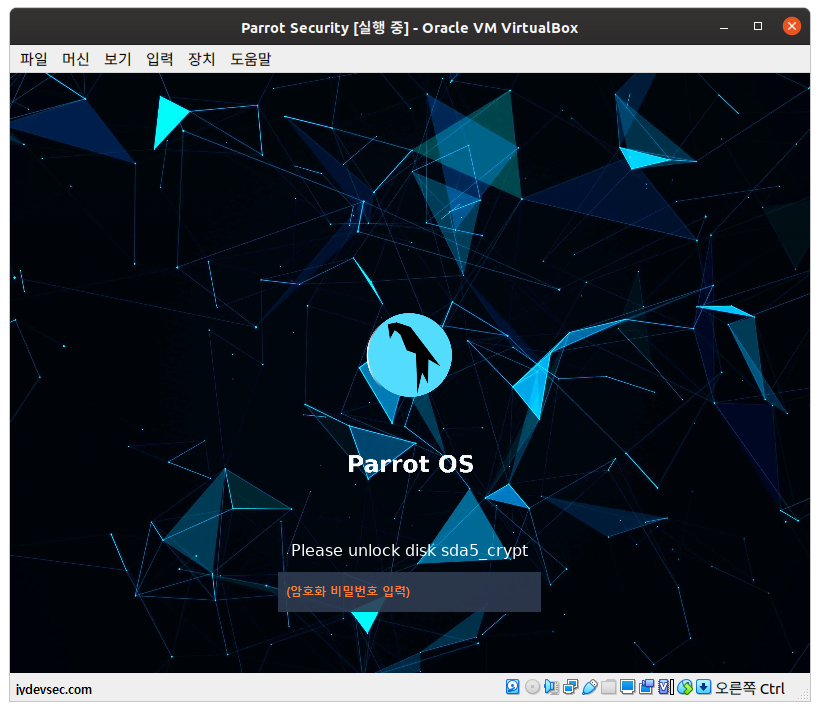 Parrot Security [실행 중] - Oracle VM VirtualBox
파일 머신 보기 입력 장치 도움말
Parrot OS
Please unlock disk sda5_crypt
(암호화 비밀번호 입력)
jydevsec.com
오른쪽 Ctrl